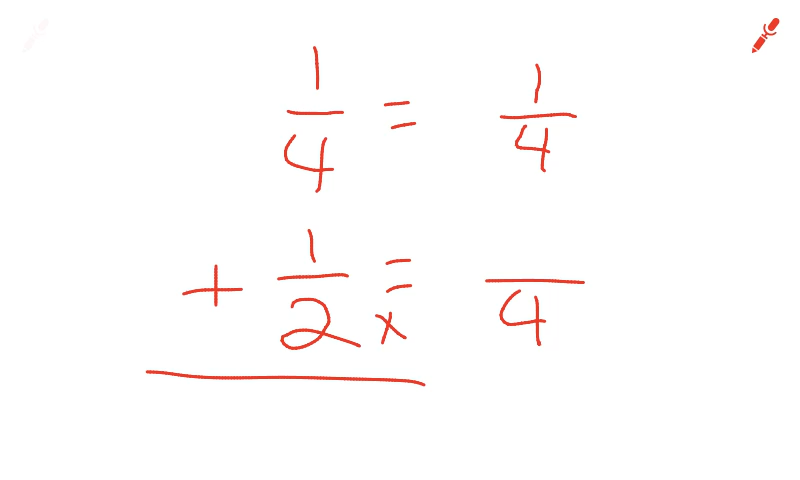 1/4 = 1/4
+ 1/2 x = /4